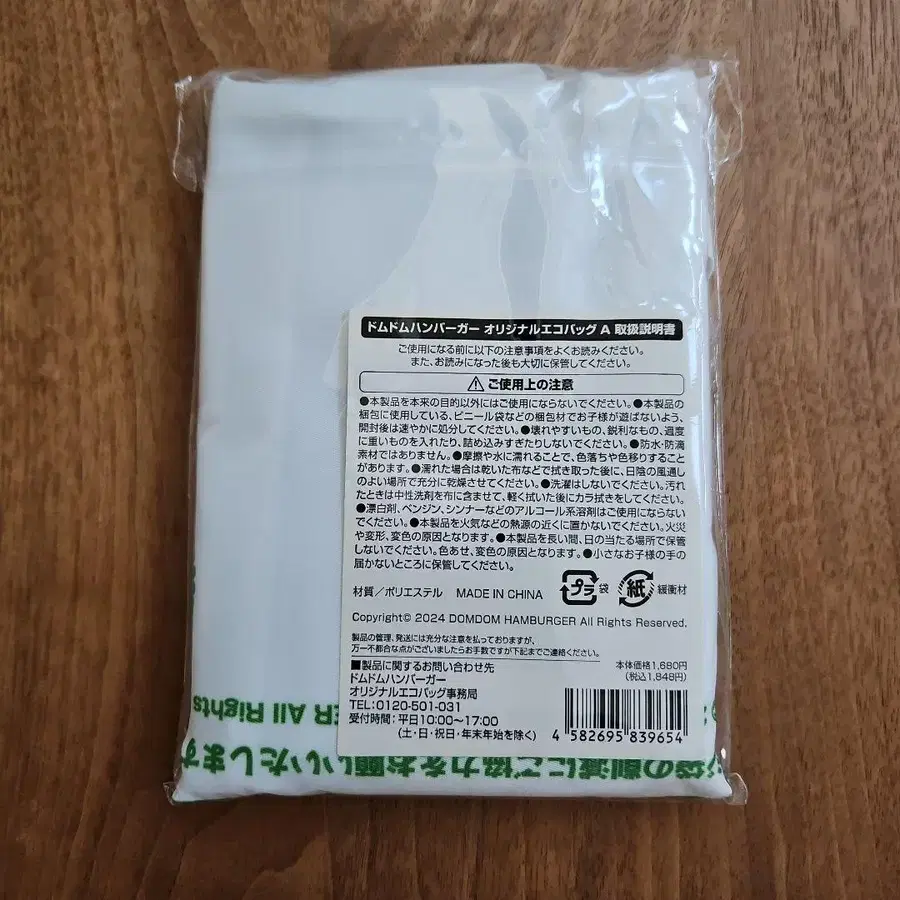 ドムドムハンバーガー オリジナルエコバッグ A 取扱説明書
ご使用になる前に以下の注意事項をよくお読みください。
また、お読みになった後も大切に保管してください。
⚠ ご使用上の注意
●本製品を本来の目的以外にはご使用にならないでください。●本製品の
梱包に使用している、ビニール袋などの梱包材でお子様が遊ばないよう、
開封後は速やかに処分してください。●壊れやすいもの、鋭利なもの、過度
に重いものを入れたり、詰め込みすぎたりしないでください。●防水・防滴
素材ではありません。●摩擦や水に濡れることで、色落ちや色移りすること
があります。●濡れた場合は乾いた布などで拭き取った後に、日陰の風通し
のよい場所で充分に乾燥させてください。●洗濯はしないでください。汚れ
たときは中性洗剤を布に含ませて、軽く拭いた後にカラ拭きをしてください。
●漂白剤、ベンジン、シンナーなどのアルコール系溶剤はご使用にならない
でください。●本製品を火気などの熱源の近くに置かないでください。火災
や変形、変色の原因となります。●本製品を長い間、日の当たる場所で保管
しないでください。色あせ、変色の原因となります。●小さなお子様の手の
届かないところに保管してください。
材質／ポリエステル MADE IN CHINA プラ 袋 紙 緩衝材
Copyright© 2024 DOMDOM HAMBURGER All Rights Reserved.
製品の管理、発送には充分な注意を払っておりますが、
万一不都合な点がございましたらお手数ですが下記までご連絡ください。
■製品に関するお問い合わせ先
ドムドムハンバーガー
オリジナルエコバッグ事務局
TEL:0120-501-031
受付時間：平日10:00〜17:00
(土・日・祝日・年末年始を除く)
本体価格1,680円
(税込1,848円)
4 582695 839654
ER All Rights
袋の削減にご協力をお願いいたします